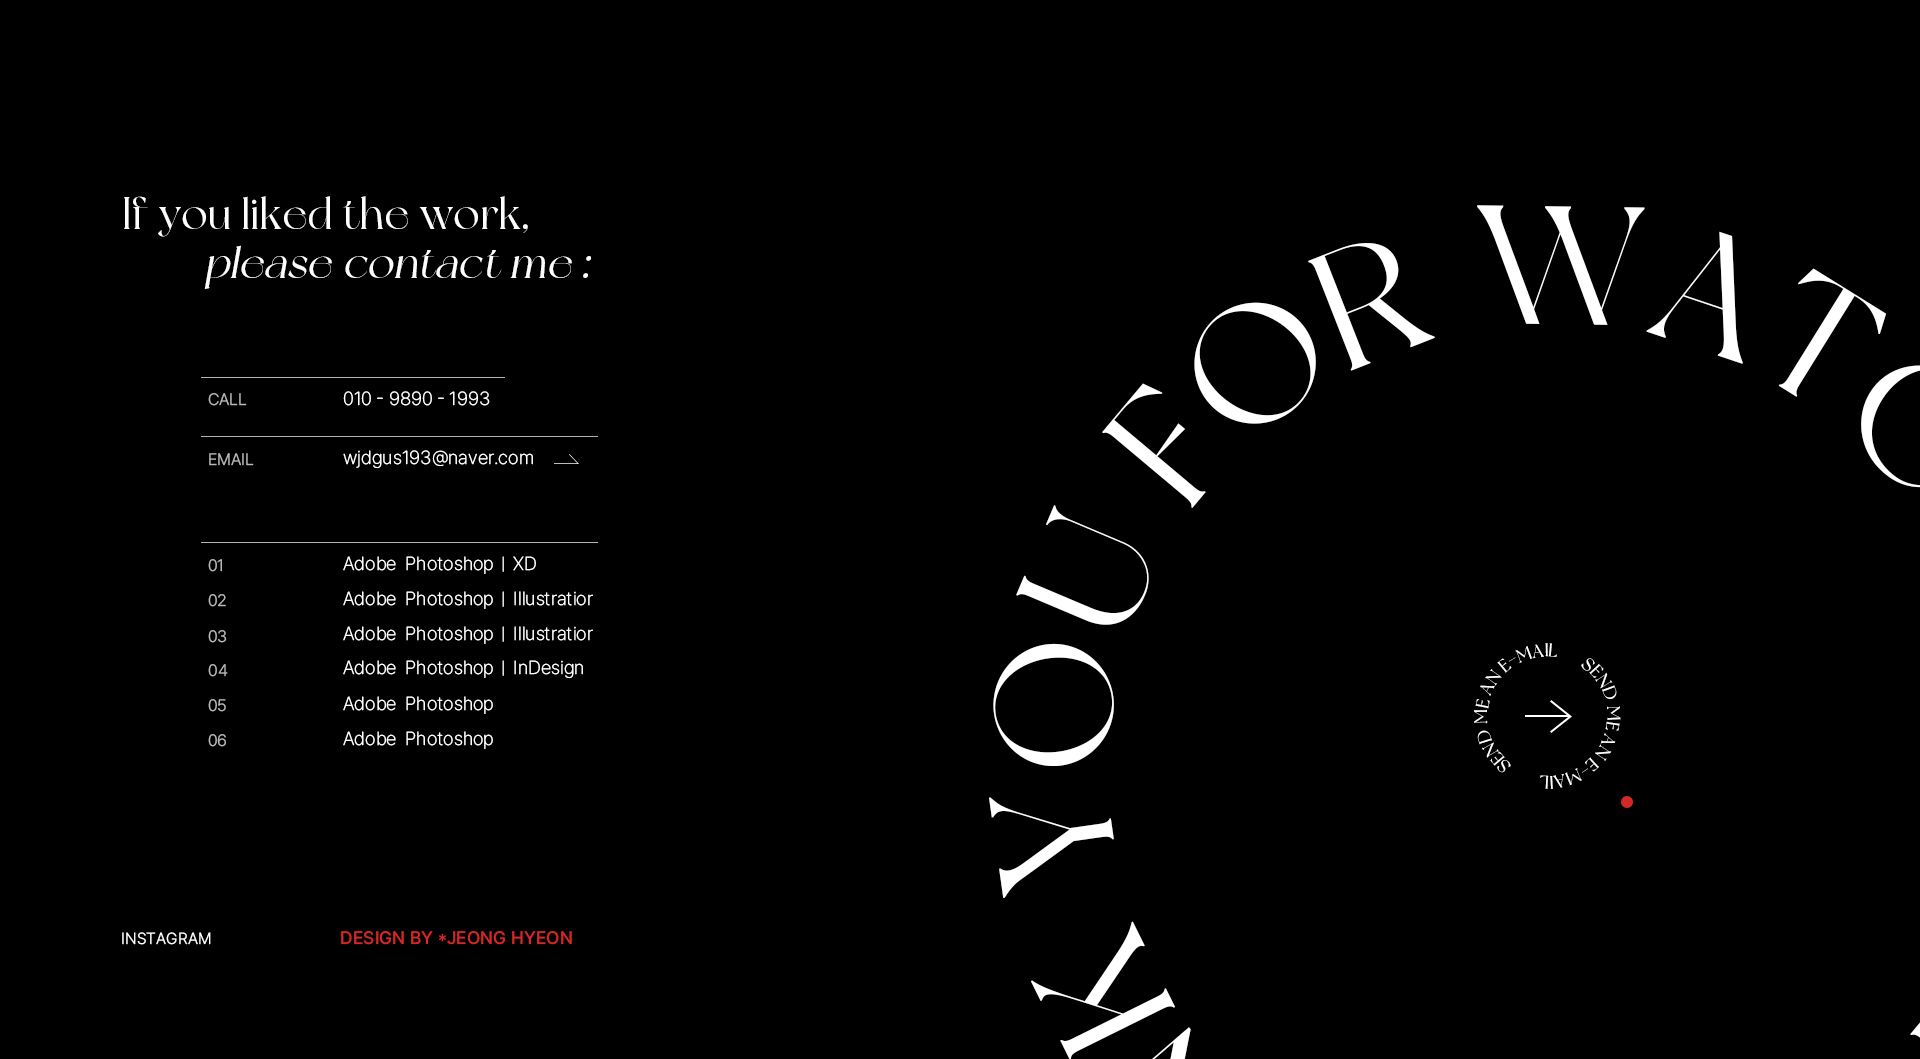 If you liked the work,
please contact me :
CALL 010 - 9890 - 1993
EMAIL wjdgus193@naver.com
01 Adobe Photoshop | XD
02 Adobe Photoshop | Illustratior
03 Adobe Photoshop | Illustratior
04 Adobe Photoshop | InDesign
05 Adobe Photoshop
06 Adobe Photoshop
INSTAGRAM DESIGN BY *JEONG HYEON
K YOU FOR WATC
SEND ME AN E-MAIL
SEND ME AN E-MAIL